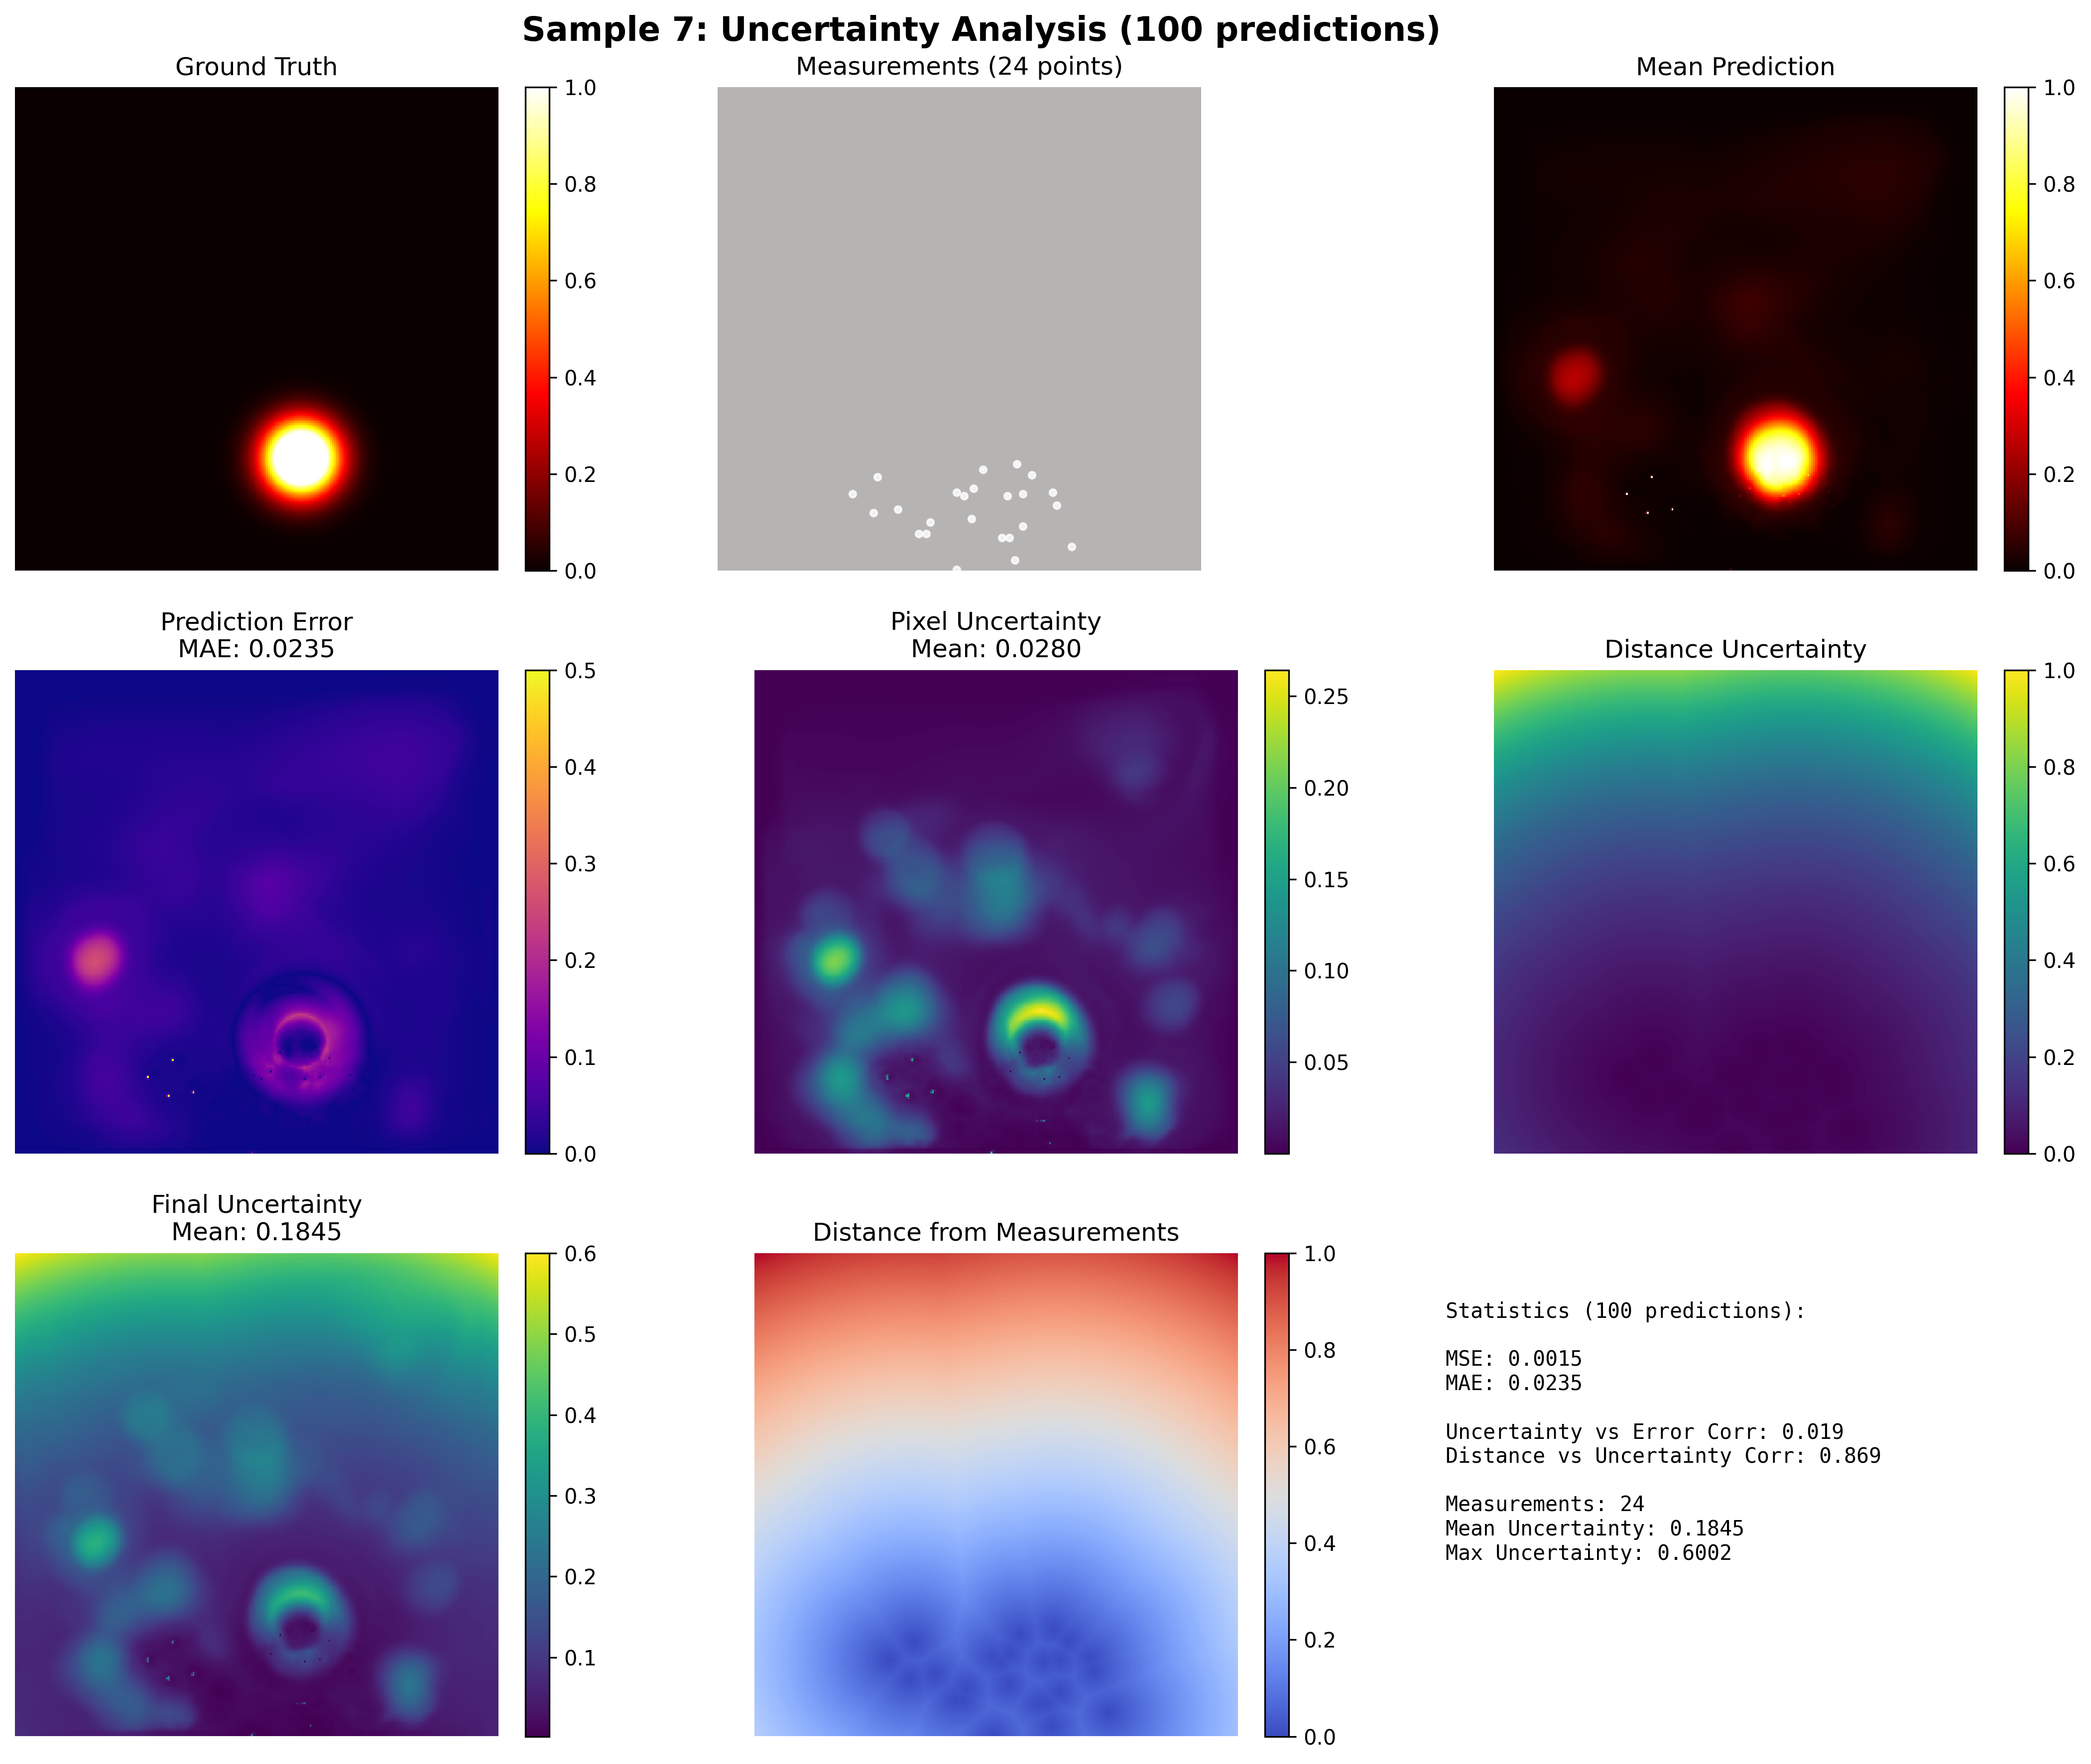 Sample 7: Uncertainty Analysis (100 predictions)
Ground Truth
1.0
0.8
0.6
0.4
0.2
0.0
Measurements (24 points)
Mean Prediction
1.0
0.8
0.6
0.4
0.2
0.0
Prediction Error
MAE: 0.0235
0.5
0.4
0.3
0.2
0.1
0.0
Pixel Uncertainty
Mean: 0.0280
0.25
0.20
0.15
0.10
0.05
Distance Uncertainty
1.0
0.8
0.6
0.4
0.2
0.0
Final Uncertainty
Mean: 0.1845
0.6
0.5
0.4
0.3
0.2
0.1
Distance from Measurements
1.0
0.8
0.6
0.4
0.2
0.0
Statistics (100 predictions):
MSE: 0.0015
MAE: 0.0235
Uncertainty vs Error Corr: 0.019
Distance vs Uncertainty Corr: 0.869
Measurements: 24
Mean Uncertainty: 0.1845
Max Uncertainty: 0.6002